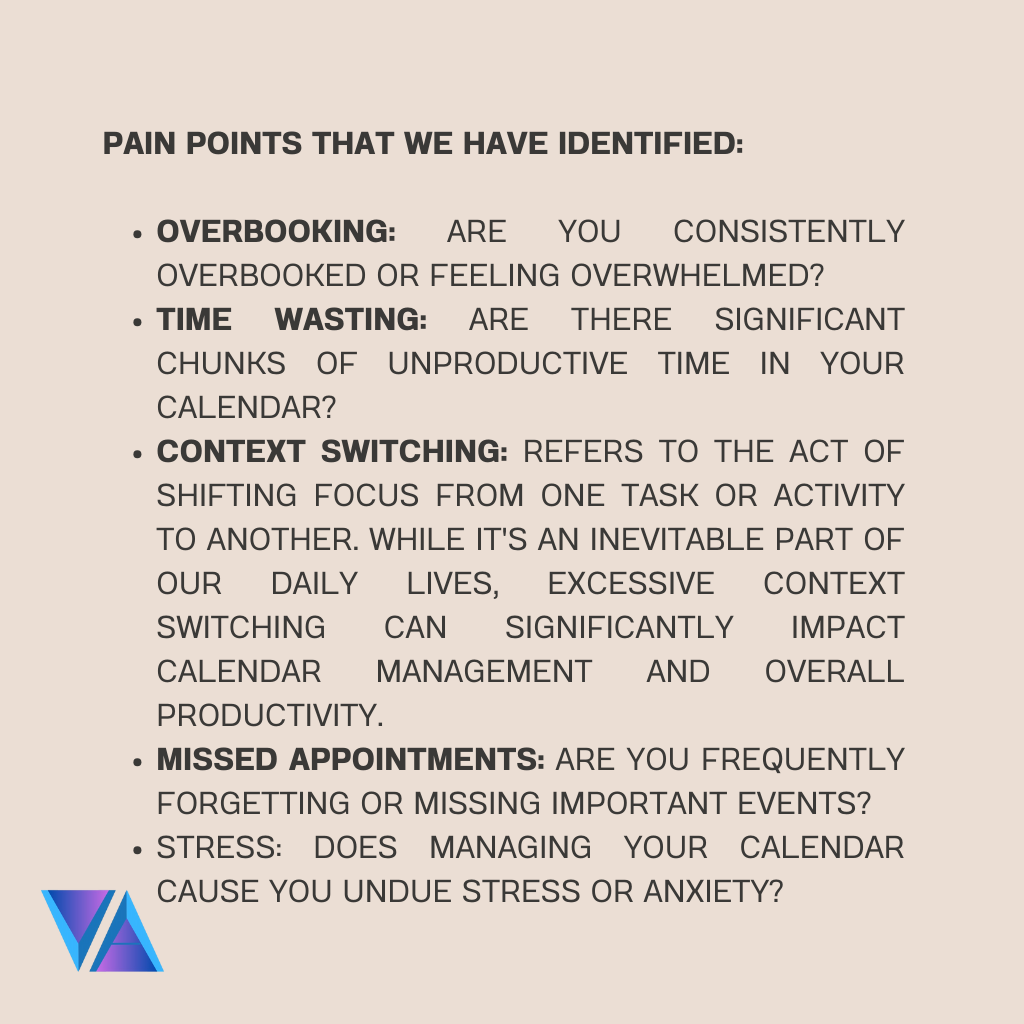 PAIN POINTS THAT WE HAVE IDENTIFIED:
• OVERBOOKING: ARE YOU CONSISTENTLY
OVERBOOKED OR FEELING OVERWHELMED?
• TIME WASTING: ARE THERE SIGNIFICANT
CHUNKS OF UNPRODUCTIVE TIME IN YOUR
CALENDAR?
• CONTEXT SWITCHING: REFERS TO THE ACT OF
SHIFTING FOCUS FROM ONE TASK OR ACTIVITY
TO ANOTHER. WHILE IT'S AN INEVITABLE PART OF
OUR DAILY LIVES, EXCESSIVE CONTEXT
SWITCHING CAN SIGNIFICANTLY IMPACT
CALENDAR MANAGEMENT AND OVERALL
PRODUCTIVITY.
• MISSED APPOINTMENTS: ARE YOU FREQUENTLY
FORGETTING OR MISSING IMPORTANT EVENTS?
• STRESS: DOES MANAGING YOUR CALENDAR
CAUSE YOU UNDUE STRESS OR ANXIETY?
VA